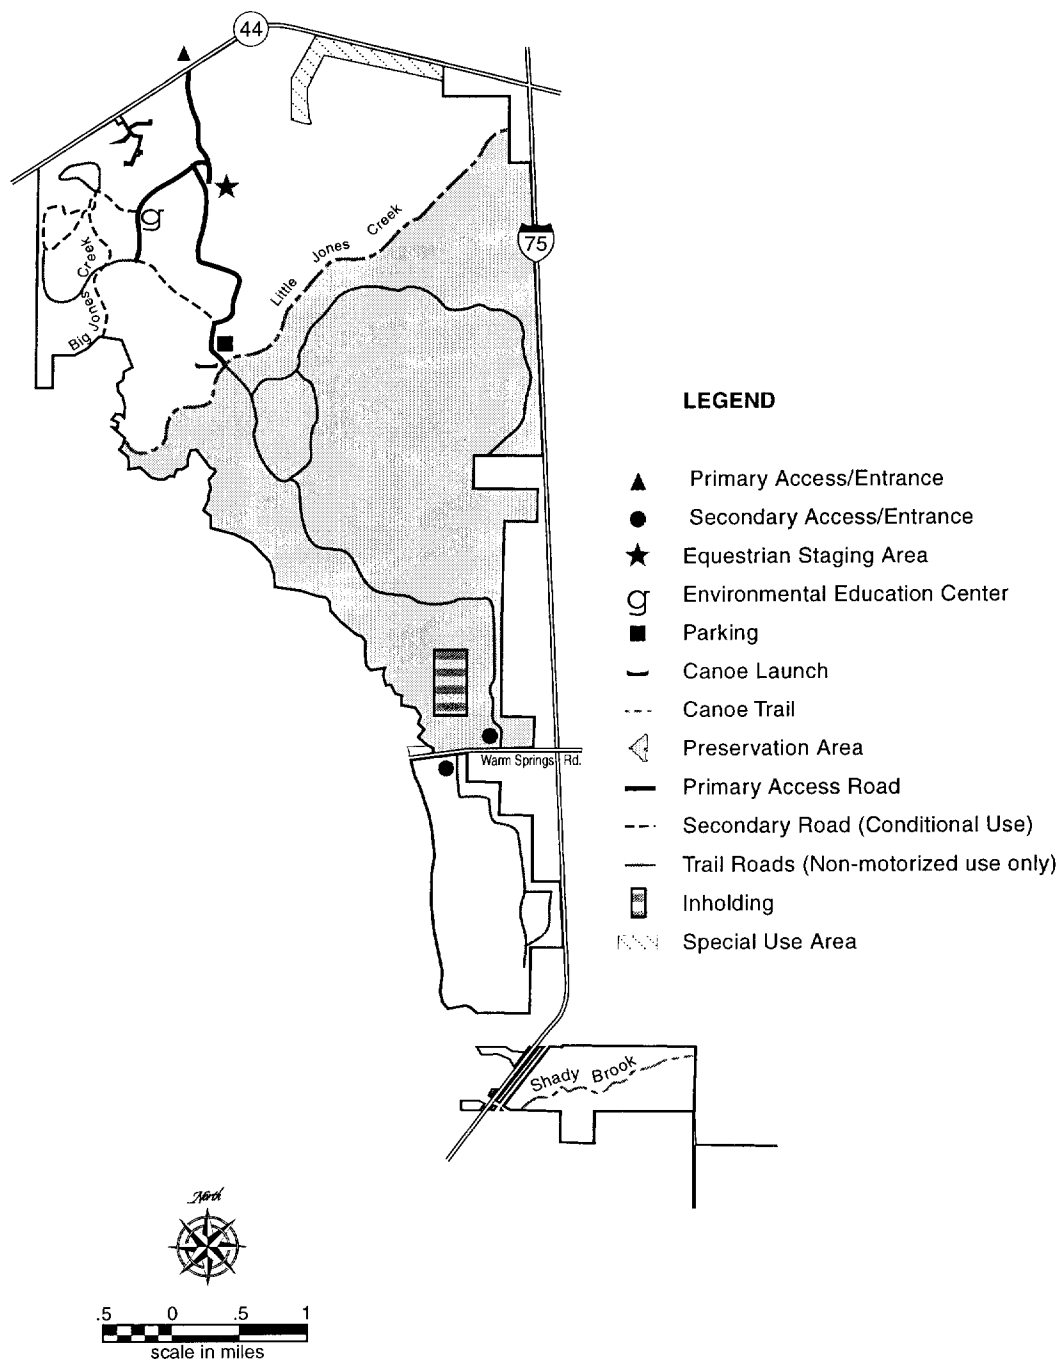 44
75
Little Jones Creek
Big Jones Creek
g
Warm Springs Rd.
Shady Brook
LEGEND
Primary Access/Entrance
Secondary Access/Entrance
Equestrian Staging Area
g Environmental Education Center
Parking
Canoe Launch
Canoe Trail
Preservation Area
Primary Access Road
Secondary Road (Conditional Use)
Trail Roads (Non-motorized use only)
Inholding
Special Use Area
North
.5 0 .5 1
scale in miles